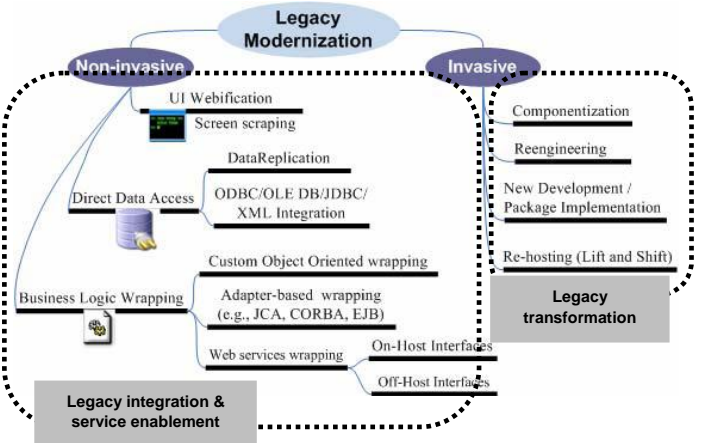 Legacy
Modernization
Non-invasive
Invasive
UI Webification
Screen scraping
DataReplication
Direct Data Access
ODBC/OLE DB/JDBC/
XML Integration
Custom Object Oriented wrapping
Business Logic Wrapping
Adapter-based wrapping
(e.g., JCA, CORBA, EJB)
Web services wrapping
On-Host Interfaces
Off-Host Interfaces
Legacy integration &
service enablement
Componentization
Reengineering
New Development /
Package Implementation
Re-hosting (Lift and Shift)
Legacy
transformation